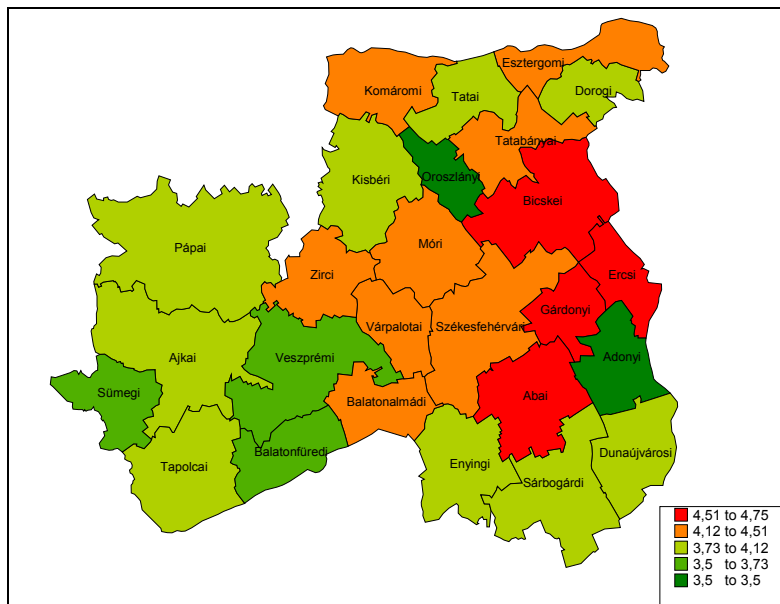 Esztergomi
Komáromi
Tatai
Dorogi
Tatabányai
Kisbéri
Oroszlányi
Bicskei
Pápai
Móri
Zirci
Ercsi
Gárdonyi
Várpalotai
Székesfehérvári
Ajkai
Veszprémi
Adonyi
Sümegi
Balatonalmádi
Abai
Balatonfüredi
Dunaújvárosi
Tapolcai
Enyingi
Sárbogárdi
4,51 to 4,75
4,12 to 4,51
3,73 to 4,12
3,5 to 3,73
3,5 to 3,5